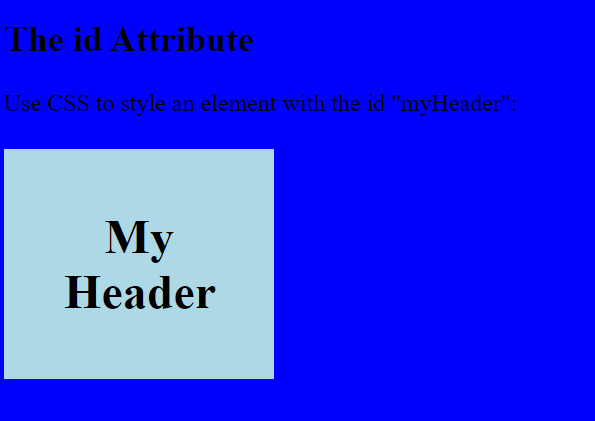 The id Attribute
Use CSS to style an element with the id "myHeader":
My
Header